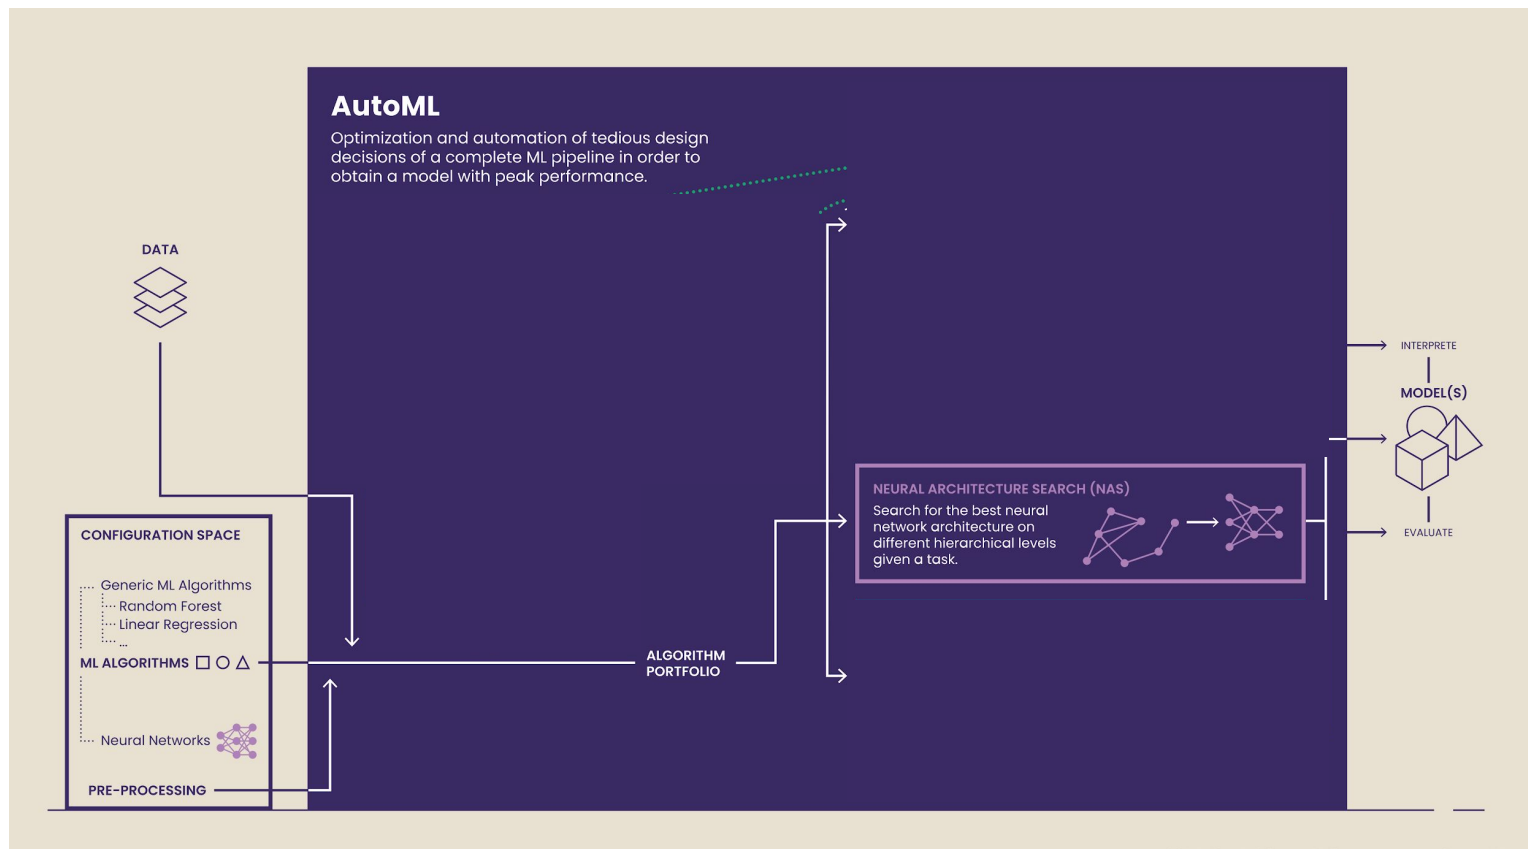 AutoML
Optimization and automation of tedious design
decisions of a complete ML pipeline in order to
obtain a model with peak performance.
DATA
CONFIGURATION SPACE
Generic ML Algorithms
Random Forest
Linear Regression
...
ML ALGORITHMS
Neural Networks
PRE-PROCESSING
ALGORITHM
PORTFOLIO
NEURAL ARCHITECTURE SEARCH (NAS)
Search for the best neural
network architecture on
different hierarchical levels
given a task.
INTERPRETE
MODEL(S)
EVALUATE